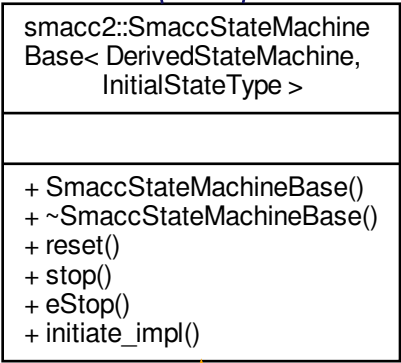 smacc2::SmaccStateMachine
Base< DerivedStateMachine,
InitialStateType >
+ SmaccStateMachineBase()
+ ~SmaccStateMachineBase()
+ reset()
+ stop()
+ eStop()
+ initiate_impl()